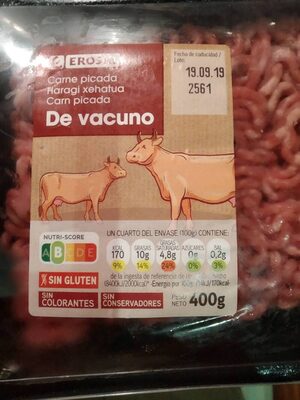 EROSKI
Fecha de caducidad /
Lote:
19.09.19
2561
Carne picada
Haragi xehatua
Carn picada
De vacuno
NUTRI-SCORE
A B C D E
UN CUARTO DEL ENVASE (100g) CONTIENE:
KCAL GRASAS GRASAS SATURADAS AZÚCARES SAL
170 10g 4,8g 0g 0,2g
9% 14% 24% 0% 3%
de la ingesta de referencia de
(8400kJ/2000kcal)*
% SIN GLUTEN
SIN COLORANTES
SIN CONSERVADORES
PESO NETO 400g